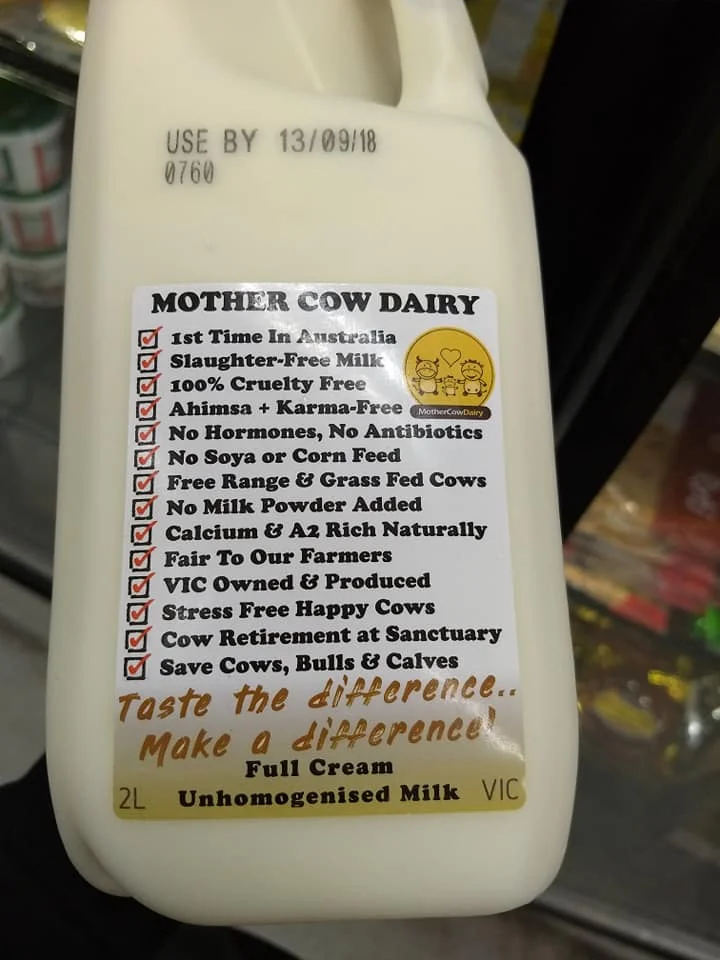 USE BY 13/09/18
0760
MOTHER COW DAIRY
1st Time In Australia
Slaughter-Free Milk
100% Cruelty Free
Ahimsa + Karma-Free
MotherCowDairy
No Hormones, No Antibiotics
No Soya or Corn Feed
Free Range & Grass Fed Cows
No Milk Powder Added
Calcium & A2 Rich Naturally
Fair To Our Farmers
VIC Owned & Produced
Stress Free Happy Cows
Cow Retirement at Sanctuary
Save Cows, Bulls & Calves
Taste the difference..
Make a difference!
Full Cream
2L Unhomogenised Milk VIC